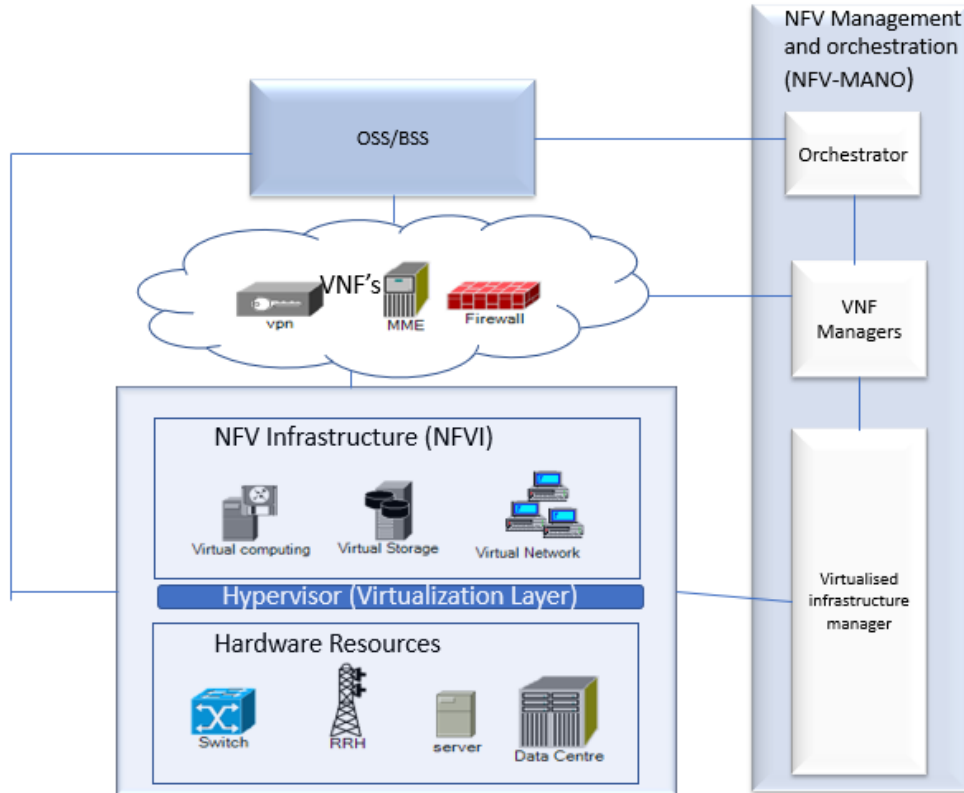 NFV Management
and orchestration
(NFV-MANO)
OSS/BSS
Orchestrator
VNF's
vpn
MME
Firewall
VNF
Managers
NFV Infrastructure (NFVI)
Virtual computing
Virtual Storage
Virtual Network
Hypervisor (Virtualization Layer)
Virtualised
infrastructure
manager
Hardware Resources
Switch
RRH
server
Data Centre